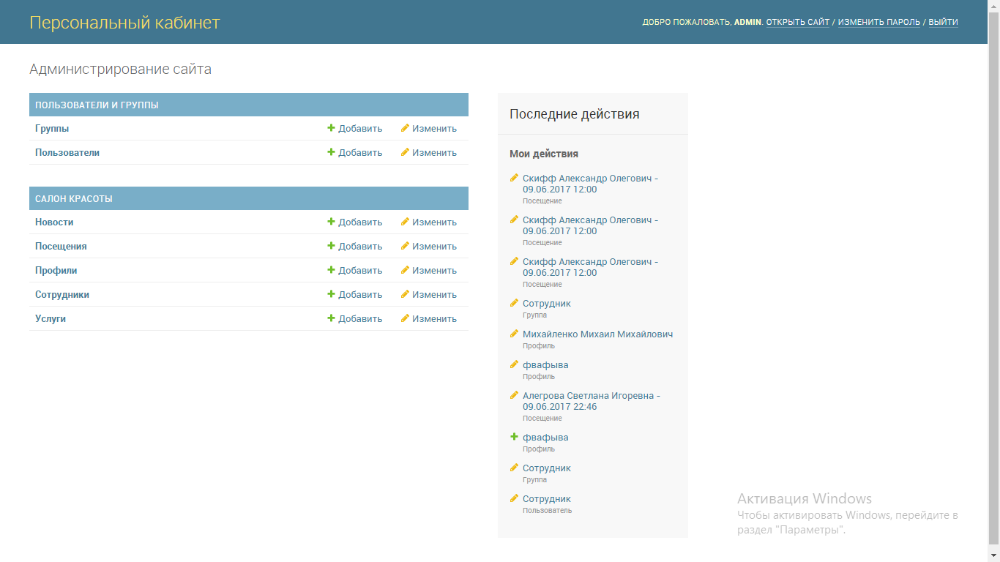 Персональный кабинет
ДОБРО ПОЖАЛОВАТЬ, ADMIN. ОТКРЫТЬ САЙТ / ИЗМЕНИТЬ ПАРОЛЬ / ВЫЙТИ
Администрирование сайта
ПОЛЬЗОВАТЕЛИ И ГРУППЫ
Группы Добавить Изменить
Пользователи Добавить Изменить
САЛОН КРАСОТЫ
Новости Добавить Изменить
Посещения Добавить Изменить
Профили Добавить Изменить
Сотрудники Добавить Изменить
Услуги Добавить Изменить
Последние действия
Мои действия
Скифф Александр Олегович -
09.06.2017 12:00
Посещение
Скифф Александр Олегович -
09.06.2017 12:00
Посещение
Скифф Александр Олегович -
09.06.2017 12:00
Посещение
Сотрудник
Группа
Михайленко Михаил Михайлович
Профиль
фвафыва
Профиль
Алегрова Светлана Игоревна -
09.06.2017 22:46
Посещение
фвафыва
Профиль
Сотрудник
Группа
Сотрудник
Пользователь
Активация Windows
Чтобы активировать Windows, перейдите в
раздел "Параметры".